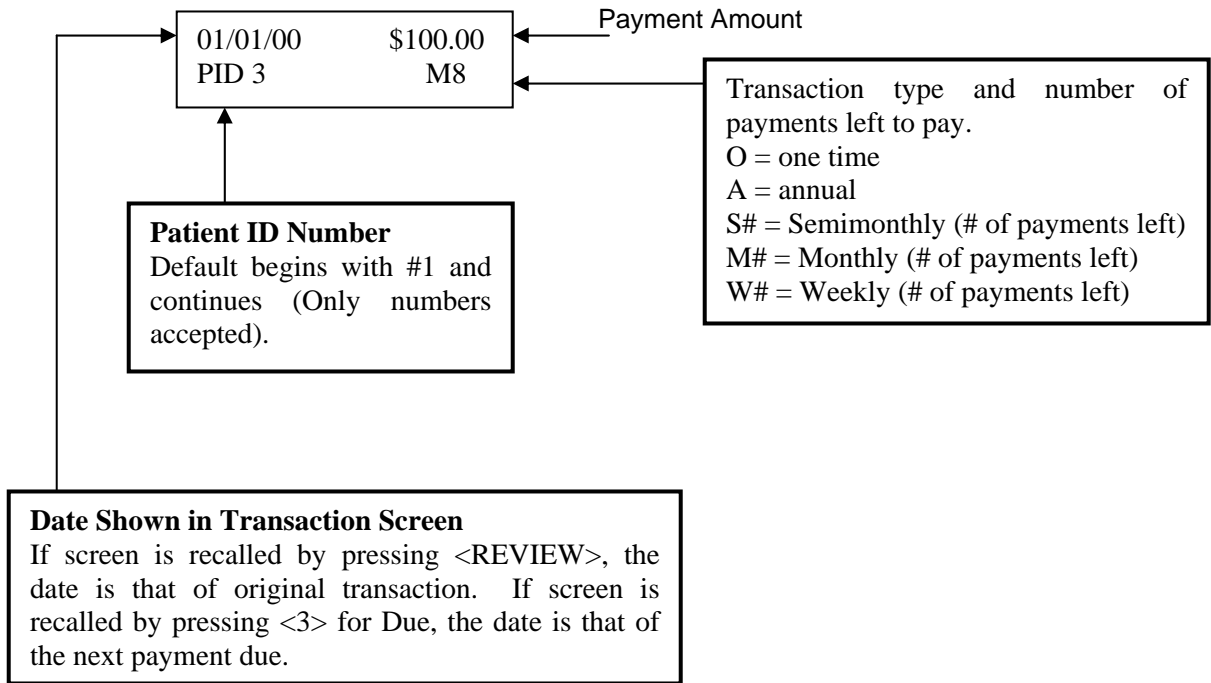 Payment Amount
01/01/00 $100.00
PID 3 M8
Transaction type and number of
payments left to pay.
O = one time
A = annual
S# = Semimonthly (# of payments left)
M# = Monthly (# of payments left)
W# = Weekly (# of payments left)
Patient ID Number
Default begins with #1 and
continues (Only numbers
accepted).
Date Shown in Transaction Screen
If screen is recalled by pressing <REVIEW>, the
date is that of original transaction. If screen is
recalled by pressing <3> for Due, the date is that of
the next payment due.